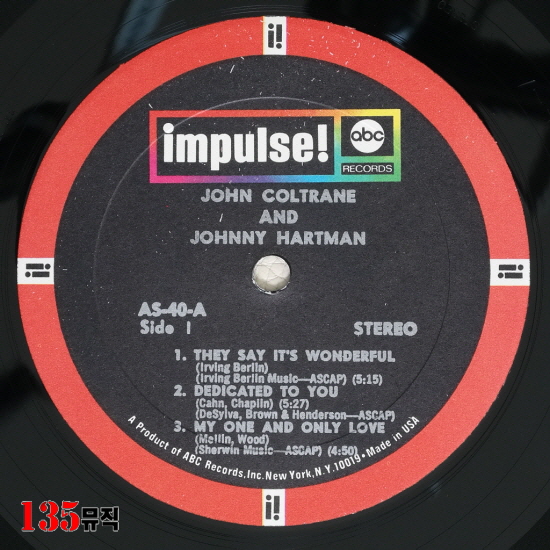 i!
impulse!
abc
RECORDS
JOHN COLTRANE
AND
JOHNNY HARTMAN
i!i!
i!i!
AS-40-A
Side 1
STEREO
1. THEY SAY IT'S WONDERFUL
(Irving Berlin)
(Irving Berlin Music—ASCAP) (5:15)
2. DEDICATED TO YOU
(Cahn, Chaplin) (5:27)
(DeSylva, Brown & Henderson—ASCAP)
3. MY ONE AND ONLY LOVE
(Mellin, Wood)
(Sherwin Music—ASCAP) (4:50)
A Product of ABC Records, Inc. New York, N.Y. 10019 • Made in USA
i!
135뮤직